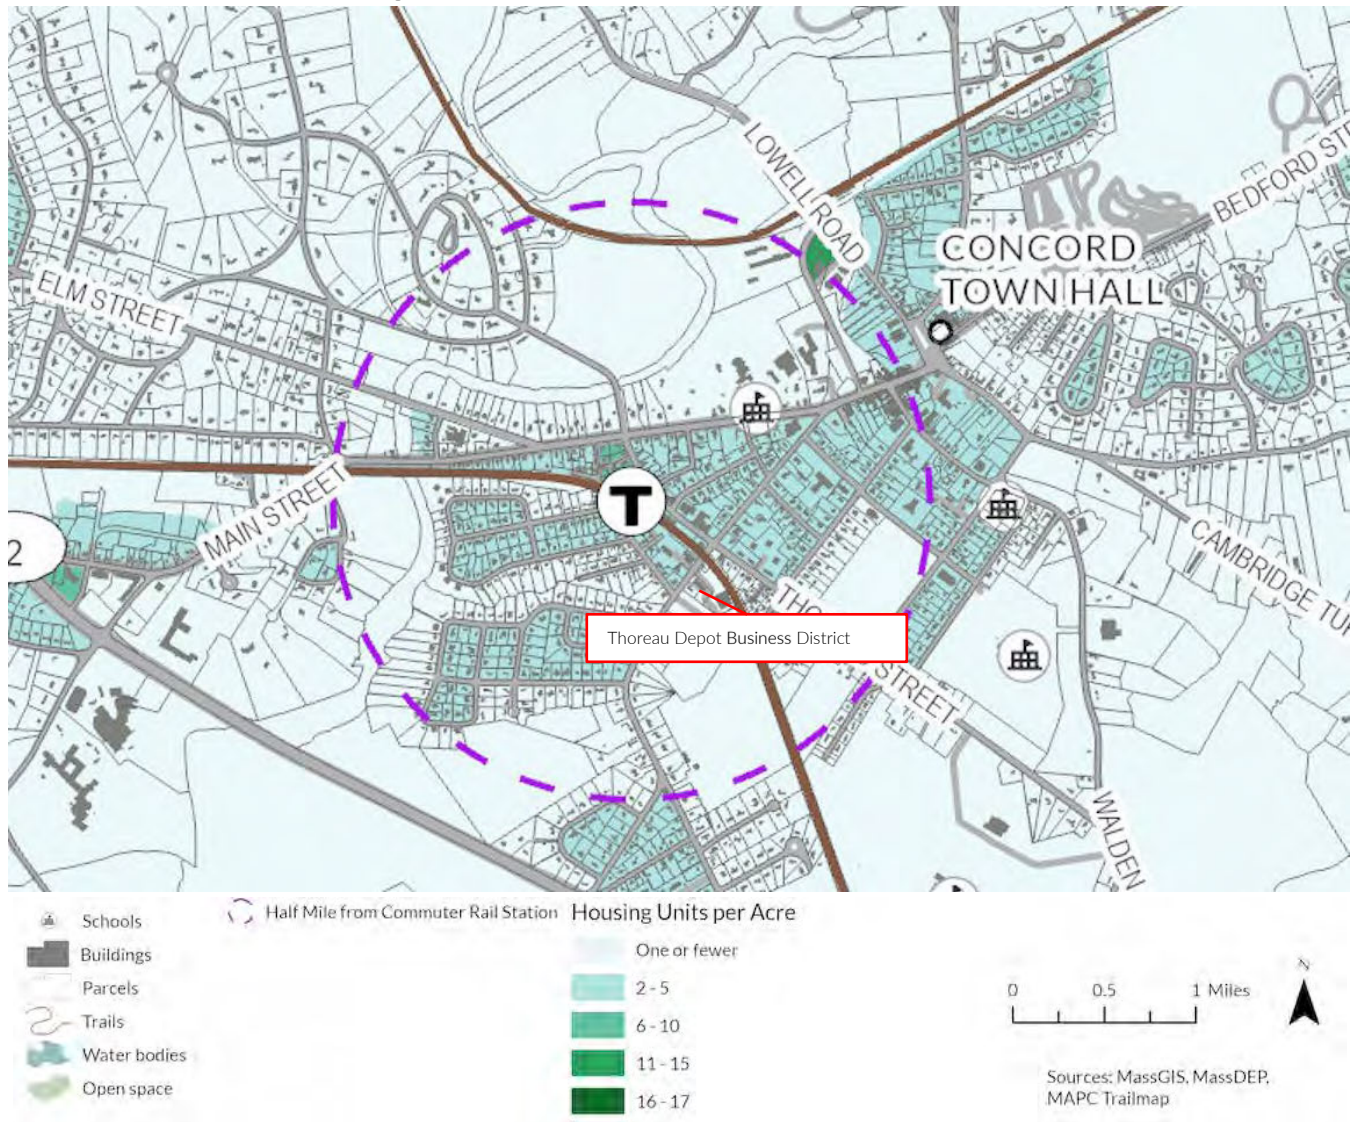 LOWELL ROAD
BEDFORD ST
CONCORD
TOWN HALL
ELM STREET
T
MAIN STREET
2
CAMBRIDGE TU
THO
STREET
Thoreau Depot Business District
WALDEN
Schools
Buildings
Parcels
Trails
Water bodies
Open space
Half Mile from Commuter Rail Station
Housing Units per Acre
One or fewer
2 - 5
6 - 10
11 - 15
16 - 17
0 0.5 1 Miles
N
Sources: MassGIS, MassDEP,
MAPC Trailmap